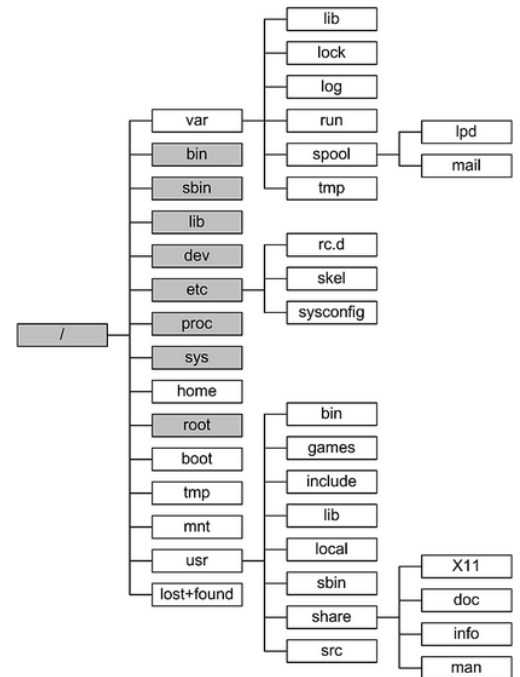 /
var
bin
sbin
lib
dev
etc
proc
sys
home
root
boot
tmp
mnt
usr
lost+found
lib
lock
log
run
spool
tmp
lpd
mail
rc.d
skel
sysconfig
bin
games
include
lib
local
sbin
share
src
X11
doc
info
man